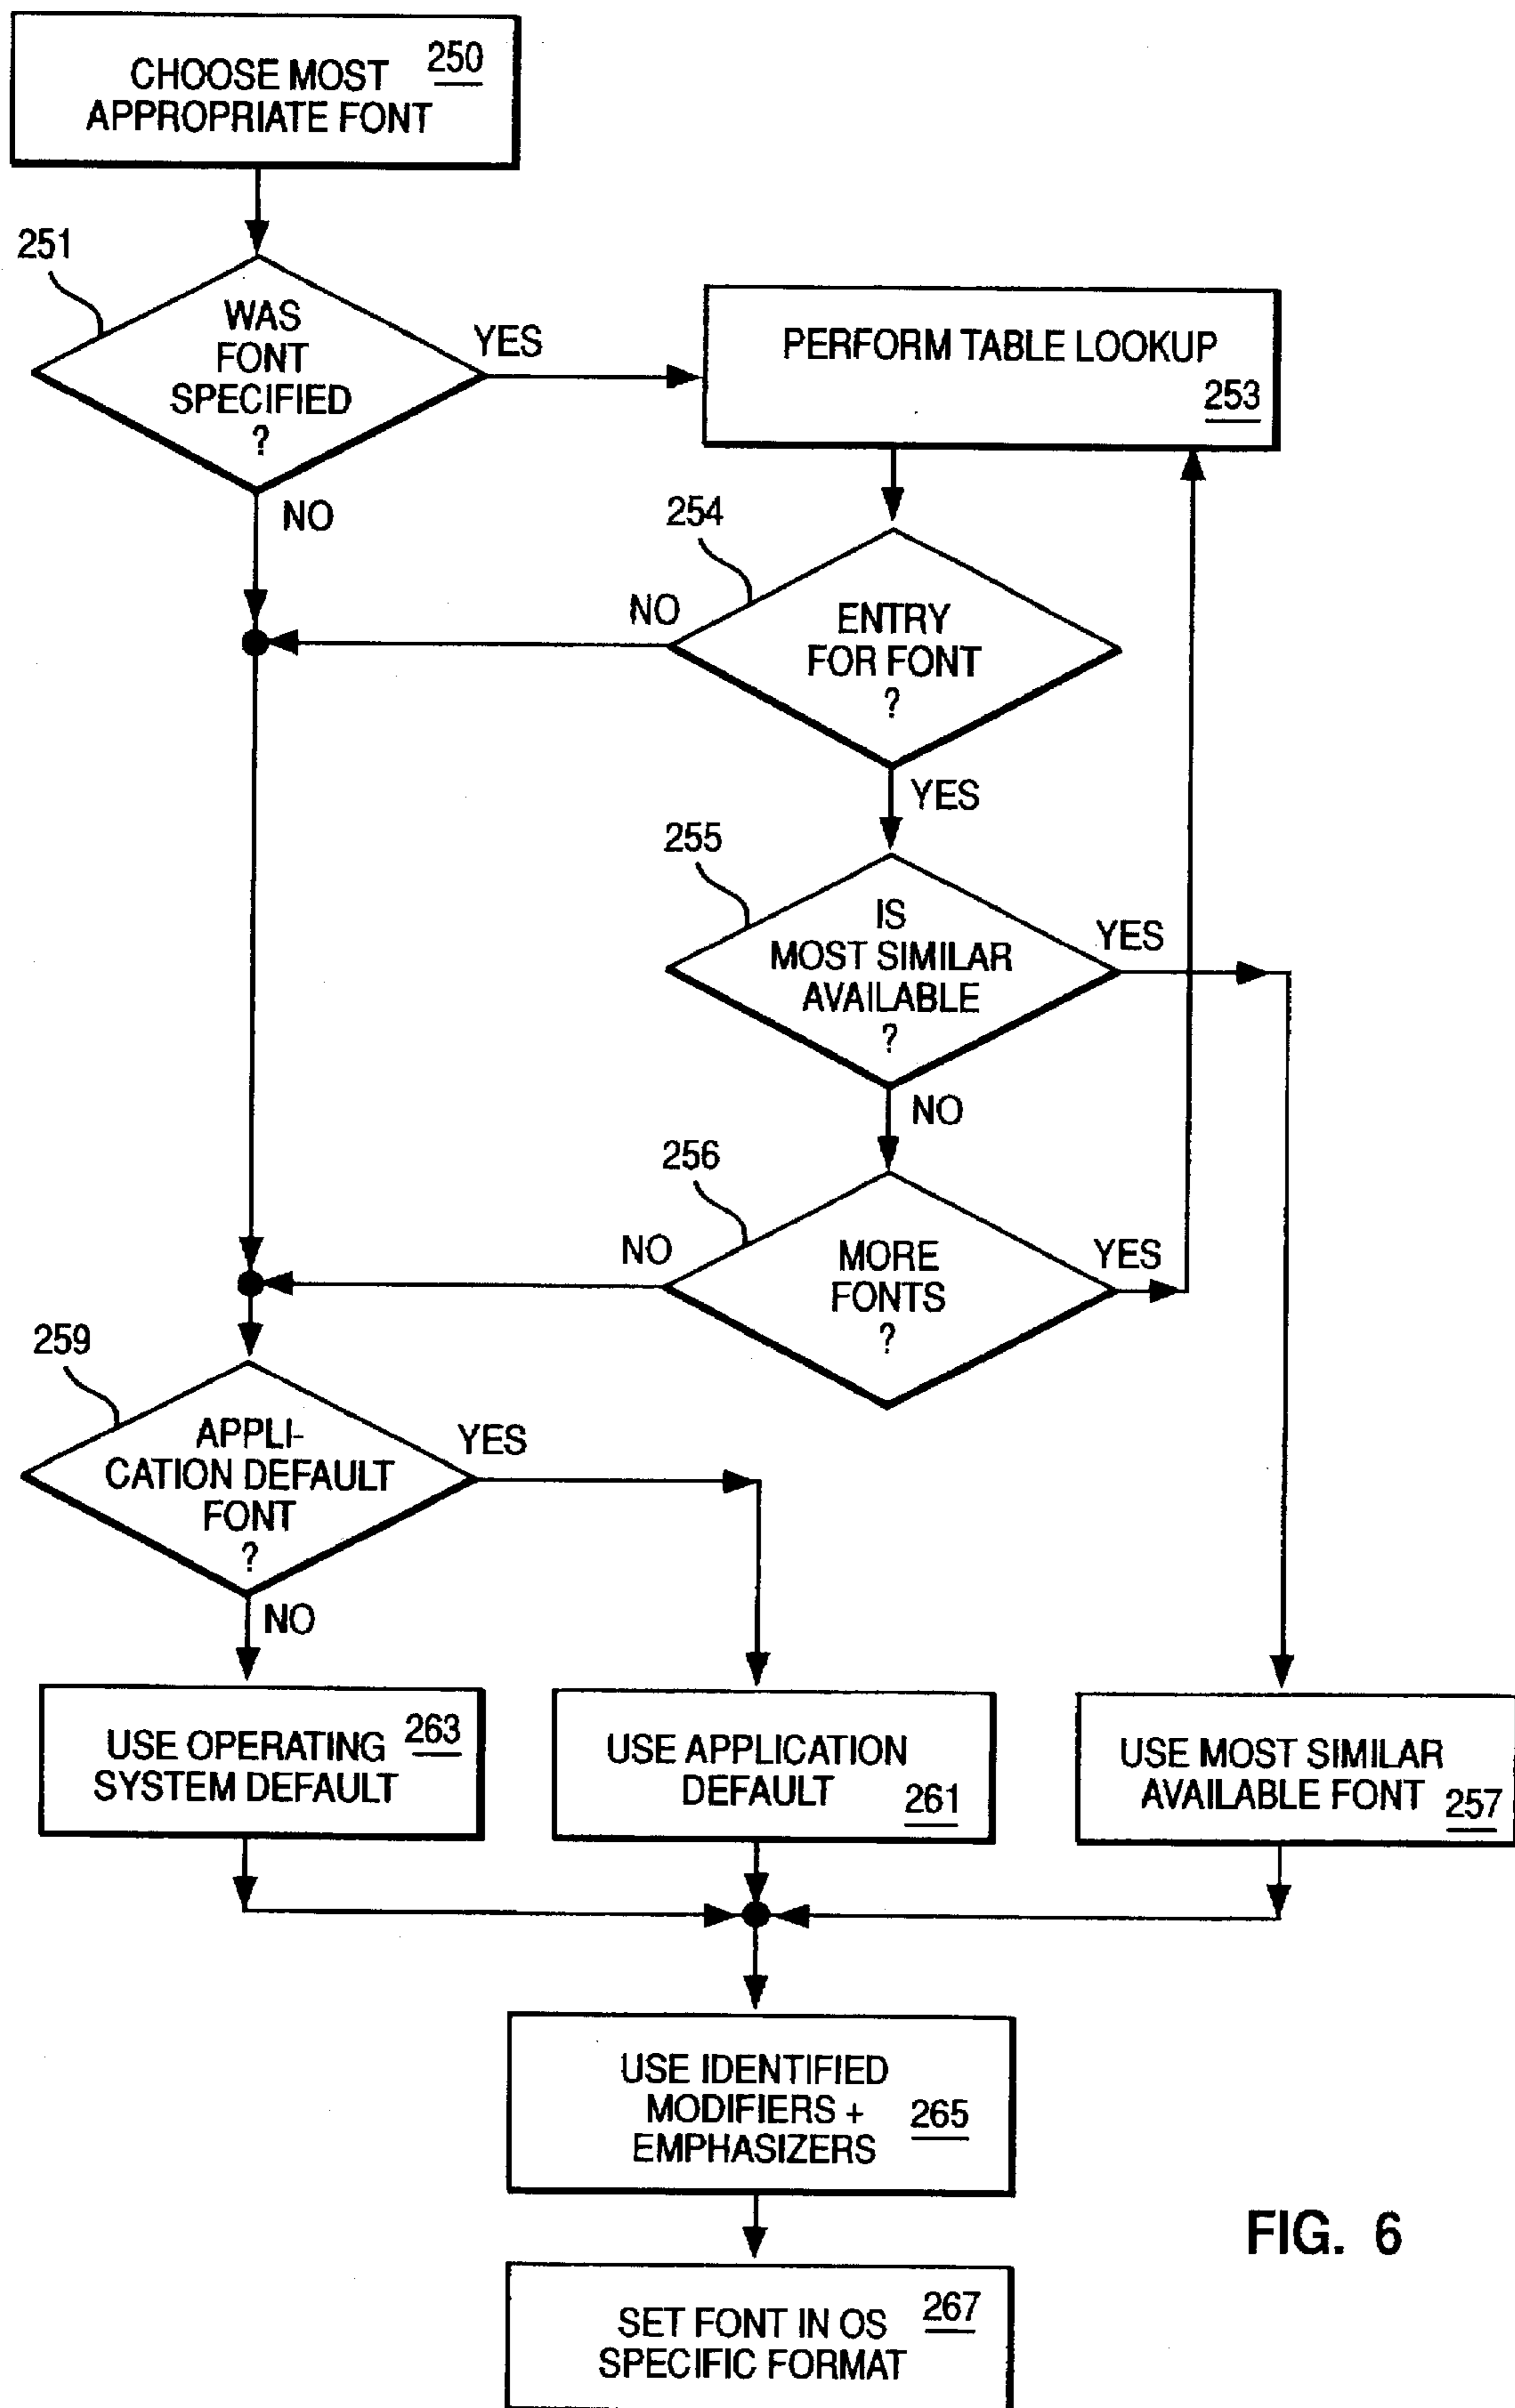 CHOOSE MOST 250
APPROPRIATE FONT
251
WAS
FONT
SPECIFIED
?
YES
NO
PERFORM TABLE LOOKUP
253
254
ENTRY
FOR FONT
?
NO
YES
255
IS
MOST SIMILAR
AVAILABLE
?
YES
NO
256
MORE
FONTS
?
NO
YES
259
APPLI-
CATION DEFAULT
FONT
?
YES
NO
USE OPERATING 263
SYSTEM DEFAULT
USE APPLICATION
DEFAULT 261
USE MOST SIMILAR
AVAILABLE FONT 257
USE IDENTIFIED
MODIFIERS + 265
EMPHASIZERS
SET FONT IN OS 267
SPECIFIC FORMAT
FIG. 6